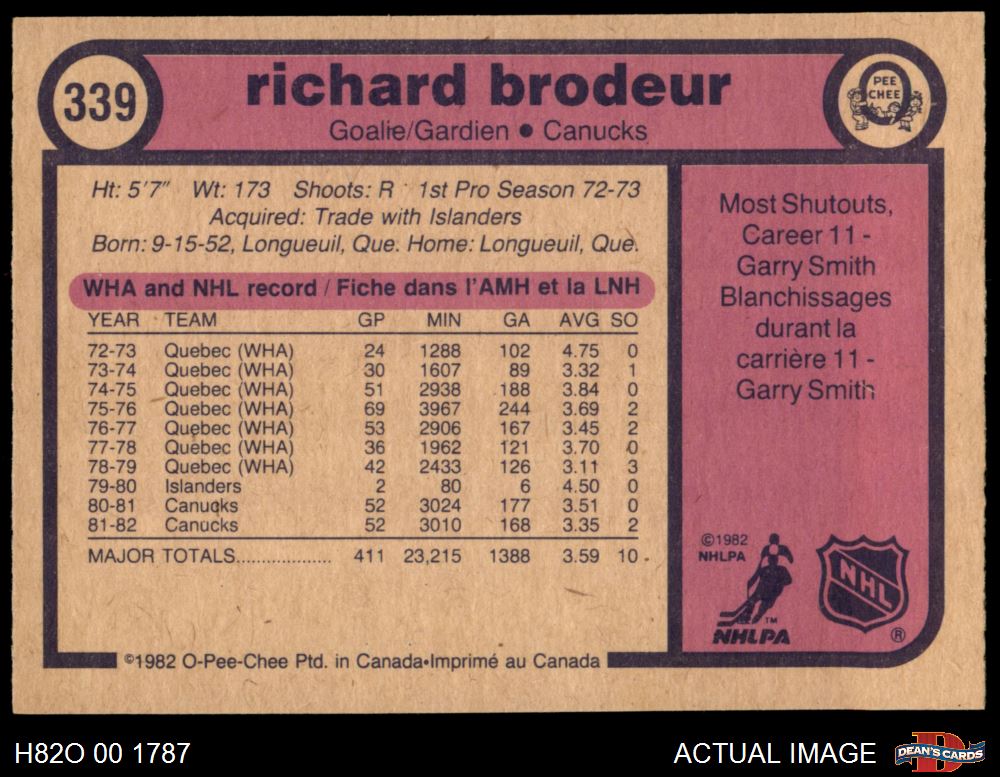 339
richard brodeur
Goalie/Gardien ● Canucks
PEE
CHEE
Ht: 5'7" Wt: 173 Shoots: R 1st Pro Season 72-73
Acquired: Trade with Islanders
Born: 9-15-52, Longueuil, Que. Home: Longueuil, Que.
WHA and NHL record / Fiche dans l'AMH et la LNH
YEAR TEAM GP MIN GA AVG SO
72-73 Quebec (WHA) 24 1288 102 4.75 0
73-74 Quebec (WHA) 30 1607 89 3.32 1
74-75 Quebec (WHA) 51 2938 188 3.84 0
75-76 Quebec (WHA) 69 3967 244 3.69 2
76-77 Quebec (WHA) 53 2906 167 3.45 2
77-78 Quebec (WHA) 36 1962 121 3.70 0
78-79 Quebec (WHA) 42 2433 126 3.11 3
79-80 Islanders 2 80 6 4.50 0
80-81 Canucks 52 3024 177 3.51 0
81-82 Canucks 52 3010 168 3.35 2
MAJOR TOTALS.................. 411 23,215 1388 3.59 10
©1982 O-Pee-Chee Ptd. in Canada•Imprimé au Canada
Most Shutouts,
Career 11 -
Garry Smith
Blanchissages
durant la
carrière 11 -
Garry Smith
©1982
NHLPA
TM
NHLPA
NHL
®
H82O 00 1787
ACTUAL IMAGE
DEAN'S CARDS